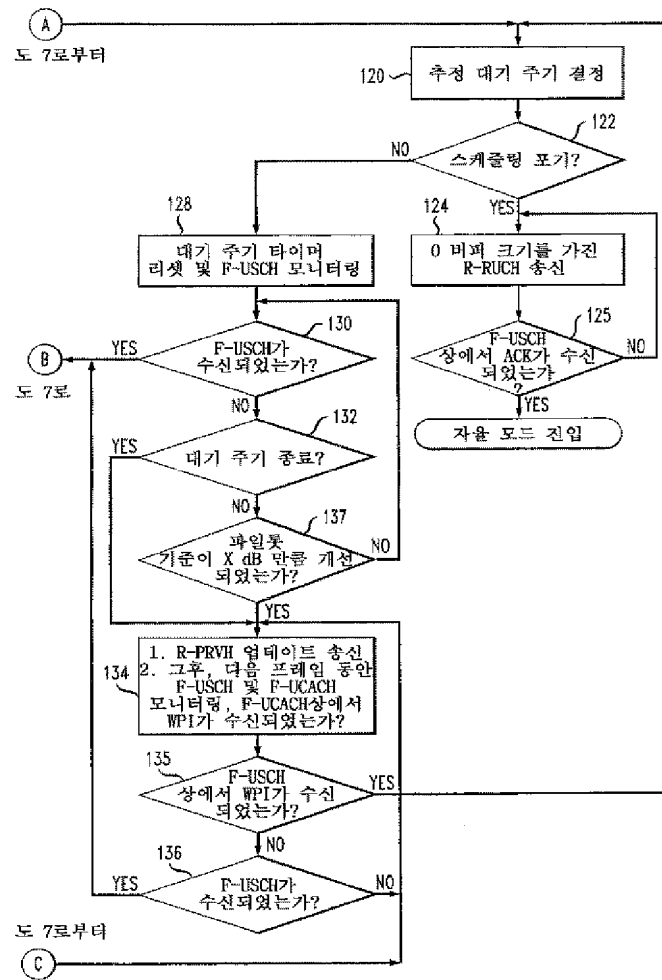 A
도 7로부터
120
추정 대기 주기 결정
122
스케줄링 포기?
NO
YES
128
대기 주기 타이머
리셋 및 F-USCH 모니터링
124
0 버퍼 크기를 가진
R-RUCH 송신
130
F-USCH가
수신되었는가?
YES
NO
B
도 7로
125
F-USCH
상에서 ACK가 수신
되었는가
?
NO
YES
자율 모드 진입
132
대기 주기 종료?
YES
NO
137
파일롯
기준이 X dB 만큼 개선
되었는가?
NO
YES
134
1. R-PRVH 업데이트 송신
2. 그후, 다음 프레임 동안
F-USCH 및 F-UCACH
모니터링, F-UCACH상에서
WPI가 수신되었는가?
135
F-USCH
상에서 WPI가 수신
되었는가?
YES
NO
136
F-USCH가
수신되었는가?
YES
NO
도 7로부터
C